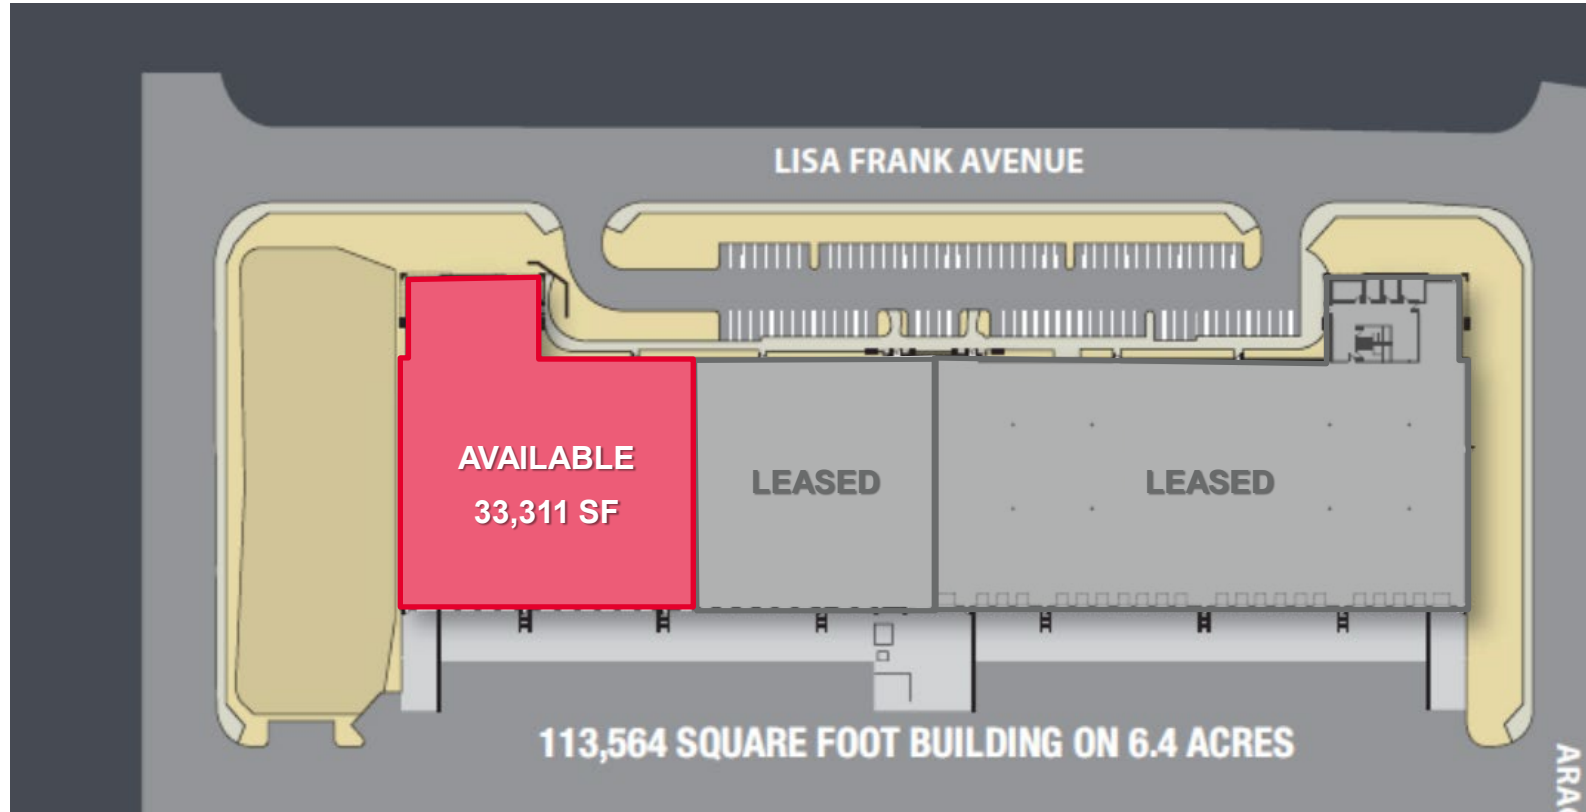 LISA FRANK AVENUE
AVAILABLE
33,311 SF
LEASED
LEASED
113,564 SQUARE FOOT BUILDING ON 6.4 ACRES